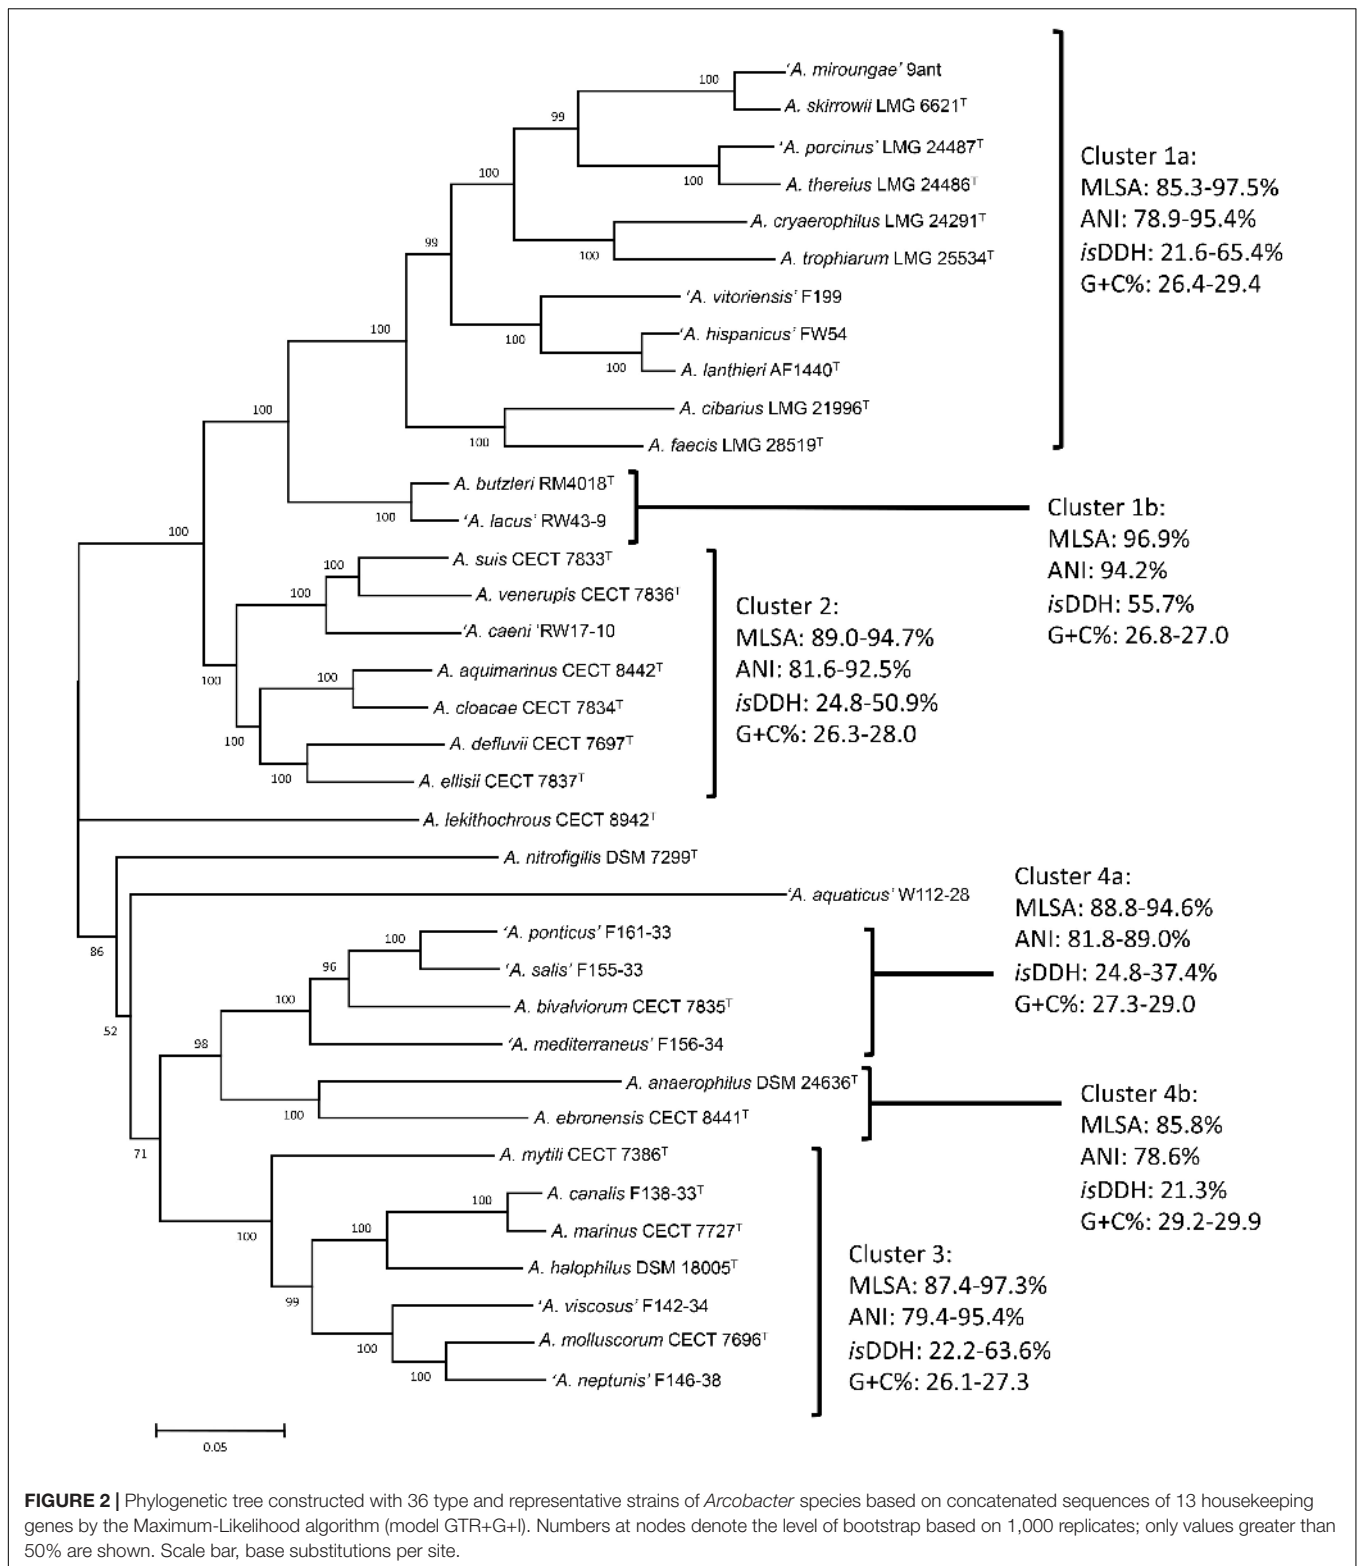 'A. miroungae' 9ant
100
A. skirrowii LMG 6621ᵀ
99
'A. porcinus' LMG 24487ᵀ
100
100
A. thereius LMG 24486ᵀ
A. cryaerophilus LMG 24291ᵀ
99
100
A. trophiarum LMG 25534ᵀ
'A. vitoriensis' F199
100
100
'A. hispanicus' FW54
100
A. lanthieri AF1440ᵀ
100
A. cibarius LMG 21996ᵀ
100
A. faecis LMG 28519ᵀ
Cluster 1a:
MLSA: 85.3-97.5%
ANI: 78.9-95.4%
isDDH: 21.6-65.4%
G+C%: 26.4-29.4
A. butzleri RM4018ᵀ
100
'A. lacus' RW43-9
Cluster 1b:
MLSA: 96.9%
ANI: 94.2%
isDDH: 55.7%
G+C%: 26.8-27.0
100
A. suis CECT 7833ᵀ
100
A. venerupis CECT 7836ᵀ
100
'A. caeni 'RW17-10
A. aquimarinus CECT 8442ᵀ
100
100
A. cloacae CECT 7834ᵀ
100
A. defluvii CECT 7697ᵀ
100
A. ellisii CECT 7837ᵀ
Cluster 2:
MLSA: 89.0-94.7%
ANI: 81.6-92.5%
isDDH: 24.8-50.9%
G+C%: 26.3-28.0
A. lekithochrous CECT 8942ᵀ
A. nitrofigilis DSM 7299ᵀ
'A. aquaticus' W112-28
86
'A. ponticus' F161-33
100
'A. salis' F155-33
96
A. bivalviorum CECT 7835ᵀ
100
52
'A. mediterraneus' F156-34
98
Cluster 4a:
MLSA: 88.8-94.6%
ANI: 81.8-89.0%
isDDH: 24.8-37.4%
G+C%: 27.3-29.0
A. anaerophilus DSM 24636ᵀ
100
A. ebronensis CECT 8441ᵀ
Cluster 4b:
MLSA: 85.8%
ANI: 78.6%
isDDH: 21.3%
G+C%: 29.2-29.9
71
A. mytili CECT 7386ᵀ
A. canalis F138-33ᵀ
100
A. marinus CECT 7727ᵀ
100
100
A. halophilus DSM 18005ᵀ
99
'A. viscosus' F142-34
A. molluscorum CECT 7696ᵀ
100
100
'A. neptunis' F146-38
Cluster 3:
MLSA: 87.4-97.3%
ANI: 79.4-95.4%
isDDH: 22.2-63.6%
G+C%: 26.1-27.3
0.05
FIGURE 2 | Phylogenetic tree constructed with 36 type and representative strains of Arcobacter species based on concatenated sequences of 13 housekeeping
genes by the Maximum-Likelihood algorithm (model GTR+G+I). Numbers at nodes denote the level of bootstrap based on 1,000 replicates; only values greater than
50% are shown. Scale bar, base substitutions per site.